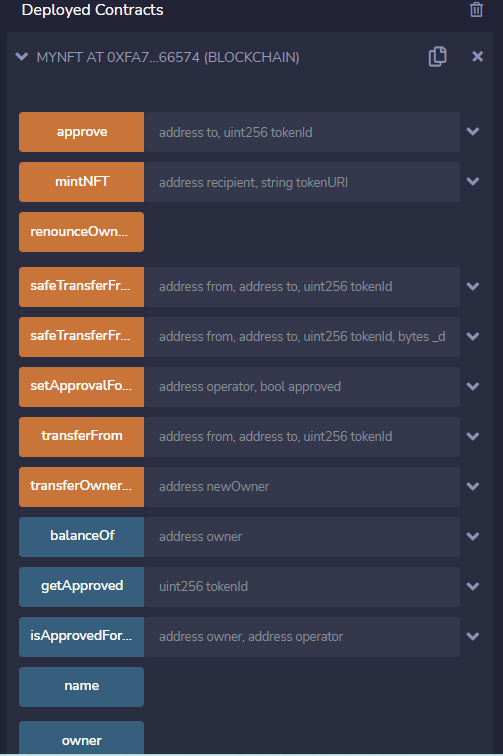 Deployed Contracts
MYNFT AT 0XFA7...66574 (BLOCKCHAIN)
approve address to, uint256 tokenId
mintNFT address recipient, string tokenURI
renounceOwn...
safeTransferFr... address from, address to, uint256 tokenId
safeTransferFr... address from, address to, uint256 tokenId, bytes _d
setApprovalFo... address operator, bool approved
transferFrom address from, address to, uint256 tokenId
transferOwner... address newOwner
balanceOf address owner
getApproved uint256 tokenId
isApprovedFor... address owner, address operator
name
owner